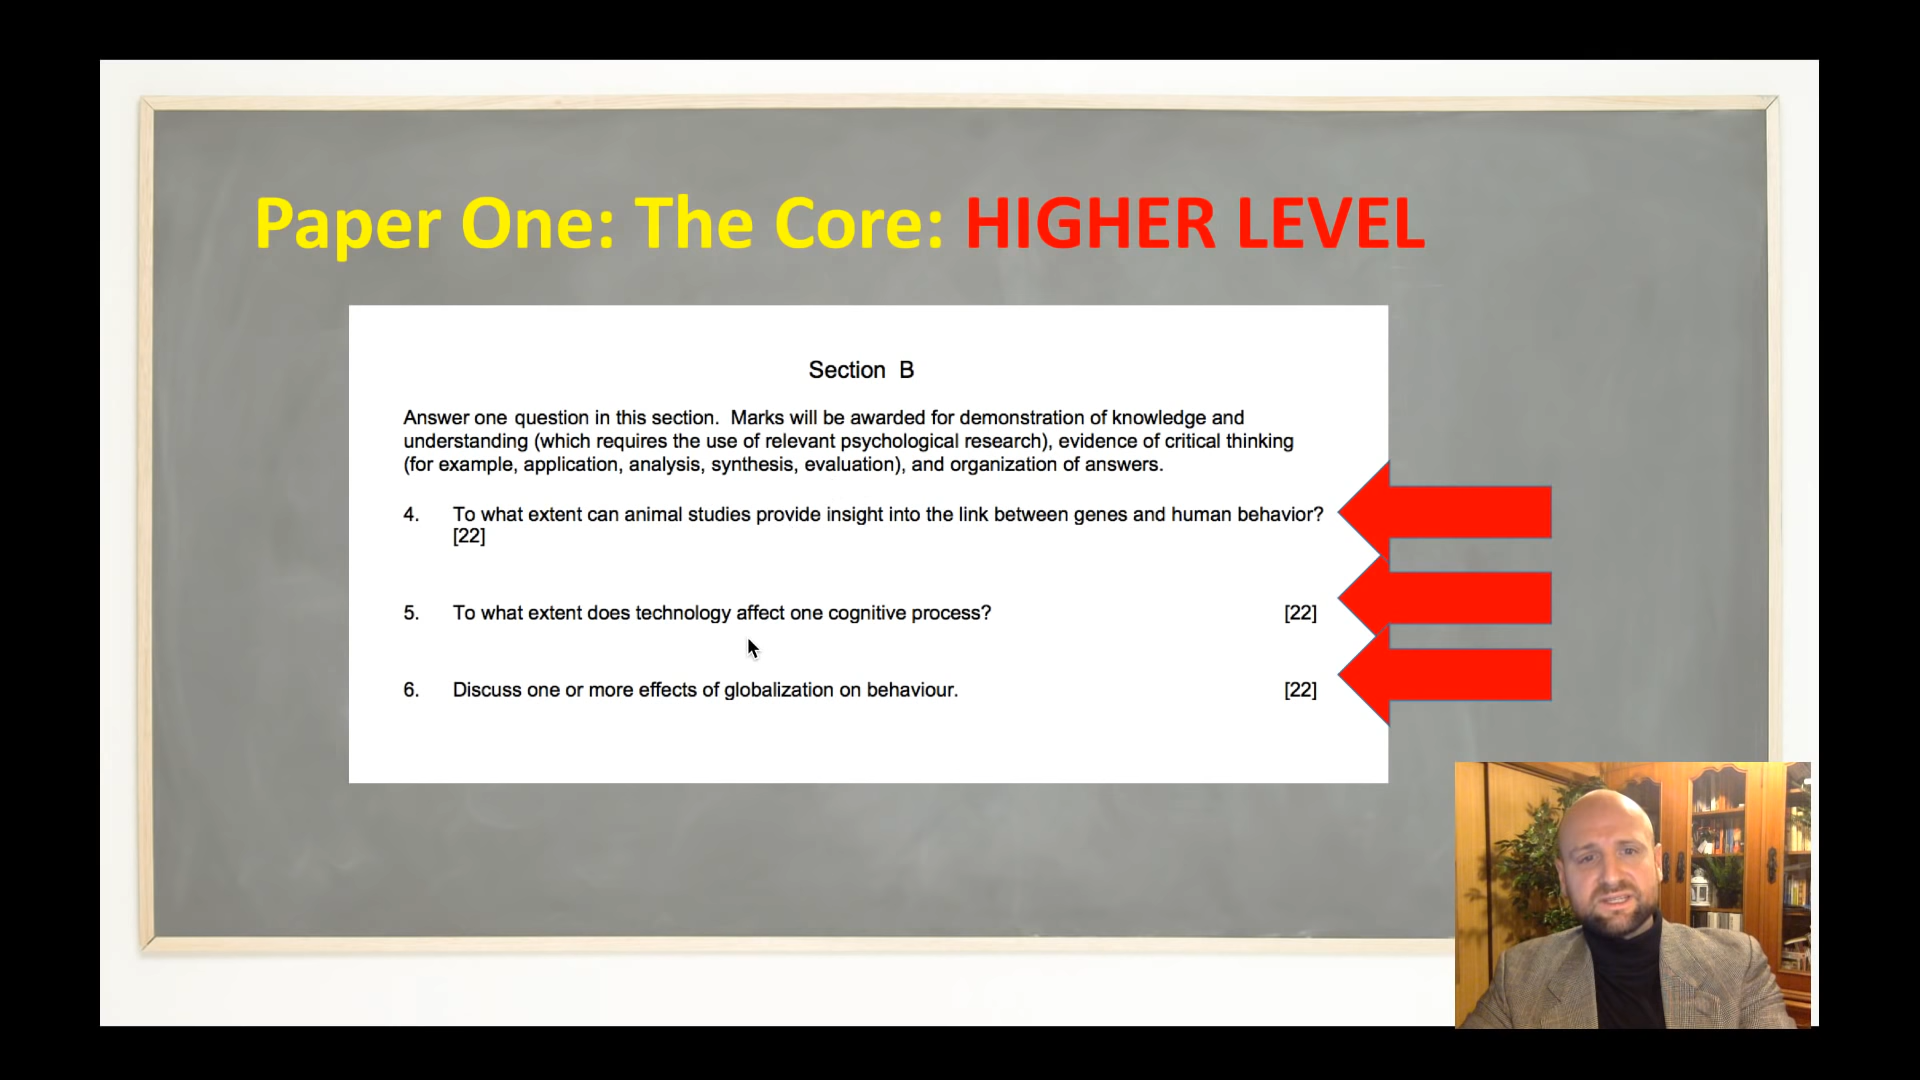 Paper One: The Core: HIGHER LEVEL
Section B
Answer one question in this section. Marks will be awarded for demonstration of knowledge and
understanding (which requires the use of relevant psychological research), evidence of critical thinking
(for example, application, analysis, synthesis, evaluation), and organization of answers.
4. To what extent can animal studies provide insight into the link between genes and human behavior?
[22]
5. To what extent does technology affect one cognitive process? [22]
6. Discuss one or more effects of globalization on behaviour. [22]